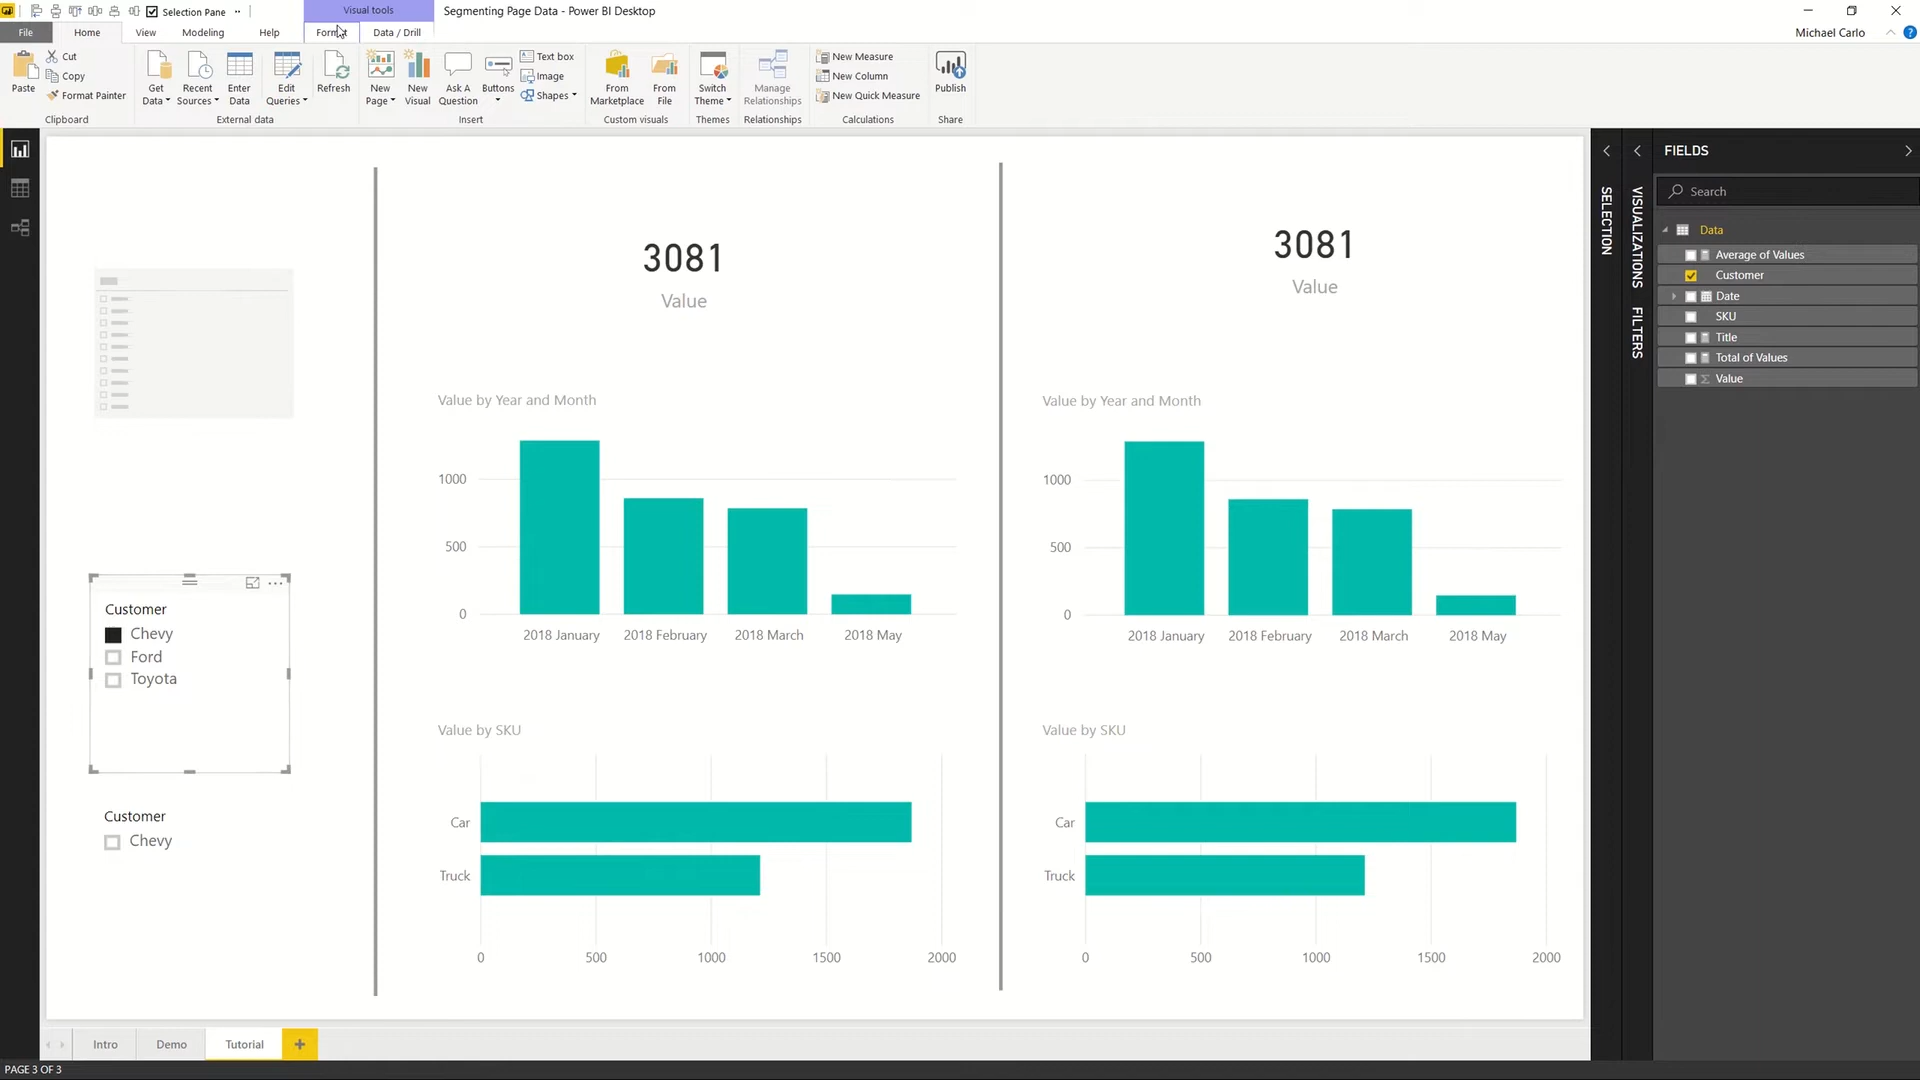 Selection Pane
Visual tools
Segmenting Page Data - Power BI Desktop
File
Home
View
Modeling
Help
Format
Data / Drill
Michael Carlo
Paste
Cut
Copy
Format Painter
Clipboard
Get Data
Recent Sources
Enter Data
Edit Queries
External data
Refresh
New Page
New Visual
Ask A Question
Buttons
Text box
Image
Shapes
Insert
From Marketplace
From File
Custom visuals
Switch Theme
Themes
Manage Relationships
Relationships
New Measure
New Column
New Quick Measure
Calculations
Publish
Share
Customer
Chevy
Ford
Toyota
Customer
Chevy
3081
Value
Value by Year and Month
1000
500
0
2018 January
2018 February
2018 March
2018 May
Value by SKU
Car
Truck
0
500
1000
1500
2000
3081
Value
Value by Year and Month
1000
500
0
2018 January
2018 February
2018 March
2018 May
Value by SKU
Car
Truck
0
500
1000
1500
2000
SELECTION
VISUALIZATIONS
FILTERS
FIELDS
Search
Data
Average of Values
Customer
Date
SKU
Title
Total of Values
Σ Value
Intro
Demo
Tutorial
+
PAGE 3 OF 3